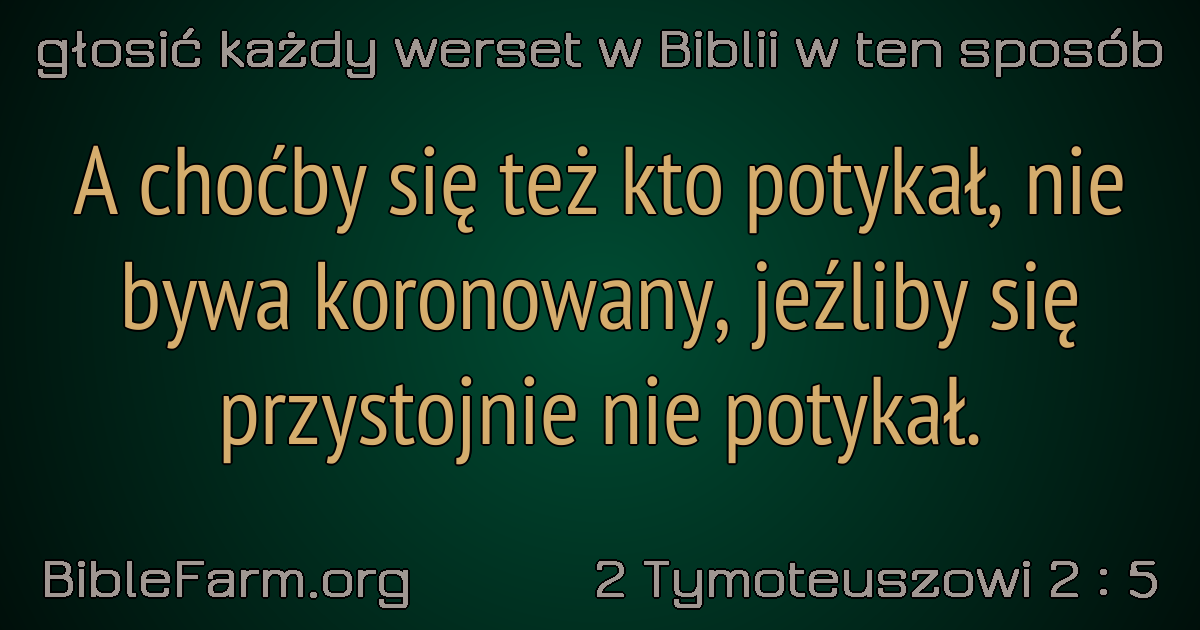 głosić każdy werset w Biblii w ten sposób
A choćby się też kto potykał, nie
bywa koronowany, jeźliby się
przystojnie nie potykał.
BibleFarm.org
2 Tymoteuszowi 2 : 5